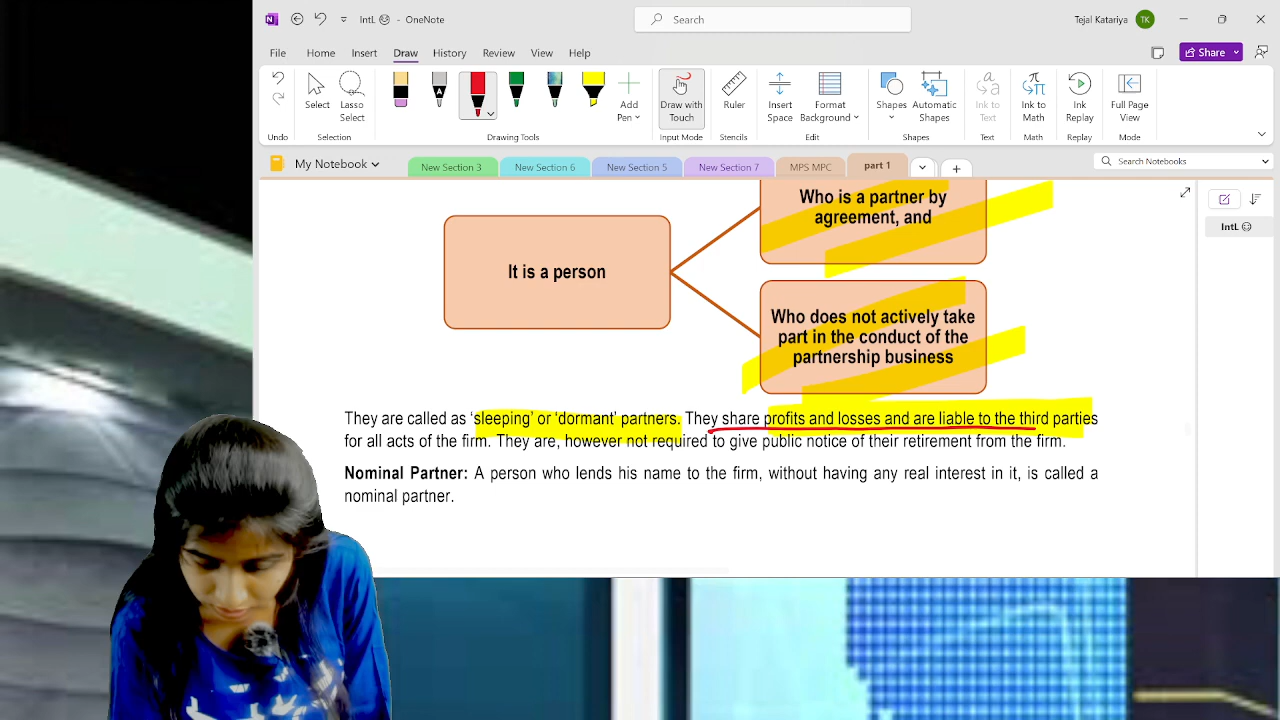 IntL - OneNote
Search
Tejal Katariya
TK
File Home Insert Draw History Review View Help
Share
Select
Lasso Select
A
Add Pen
Draw with Touch
Ruler
Insert Space
Format Background
Shapes
Automatic Shapes
Ink to Text
Ink to Math
Ink Replay
Full Page View
Undo
Selection
Drawing Tools
Input Mode
Stencils
Edit
Shapes
Text
Math
Replay
Mode
My Notebook
New Section 3
New Section 6
New Section 5
New Section 7
MPS MPC
part 1
Search Notebooks
IntL
Who is a partner by
agreement, and
It is a person
Who does not actively take
part in the conduct of the
partnership business
They are called as ‘sleeping’ or ‘dormant’ partners. They share profits and losses and are liable to the third parties
for all acts of the firm. They are, however not required to give public notice of their retirement from the firm.
Nominal Partner: A person who lends his name to the firm, without having any real interest in it, is called a
nominal partner.